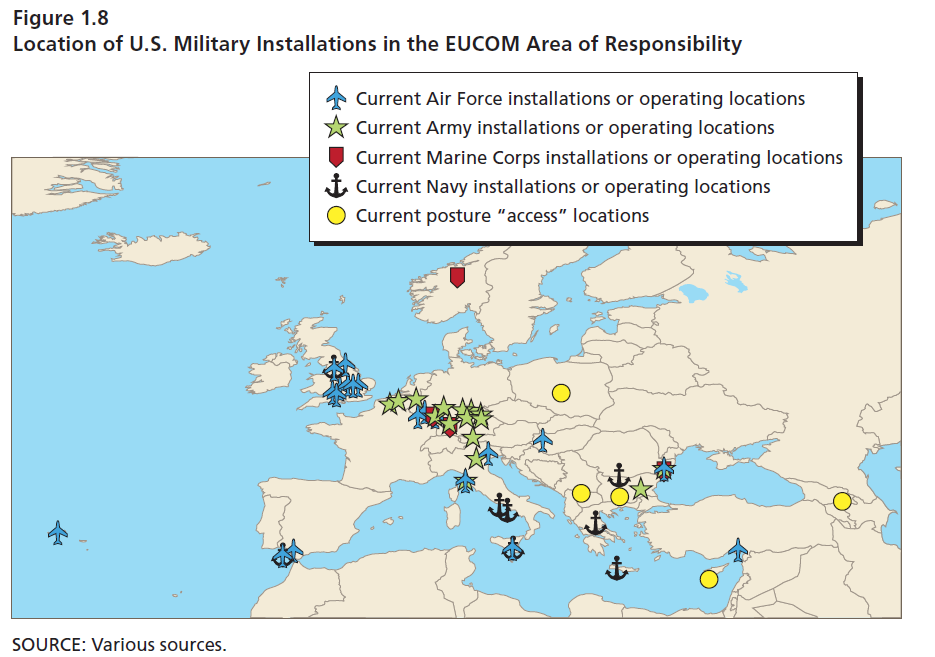 Figure 1.8
Location of U.S. Military Installations in the EUCOM Area of Responsibility
Current Air Force installations or operating locations
Current Army installations or operating locations
Current Marine Corps installations or operating locations
Current Navy installations or operating locations
Current posture “access” locations
SOURCE: Various sources.